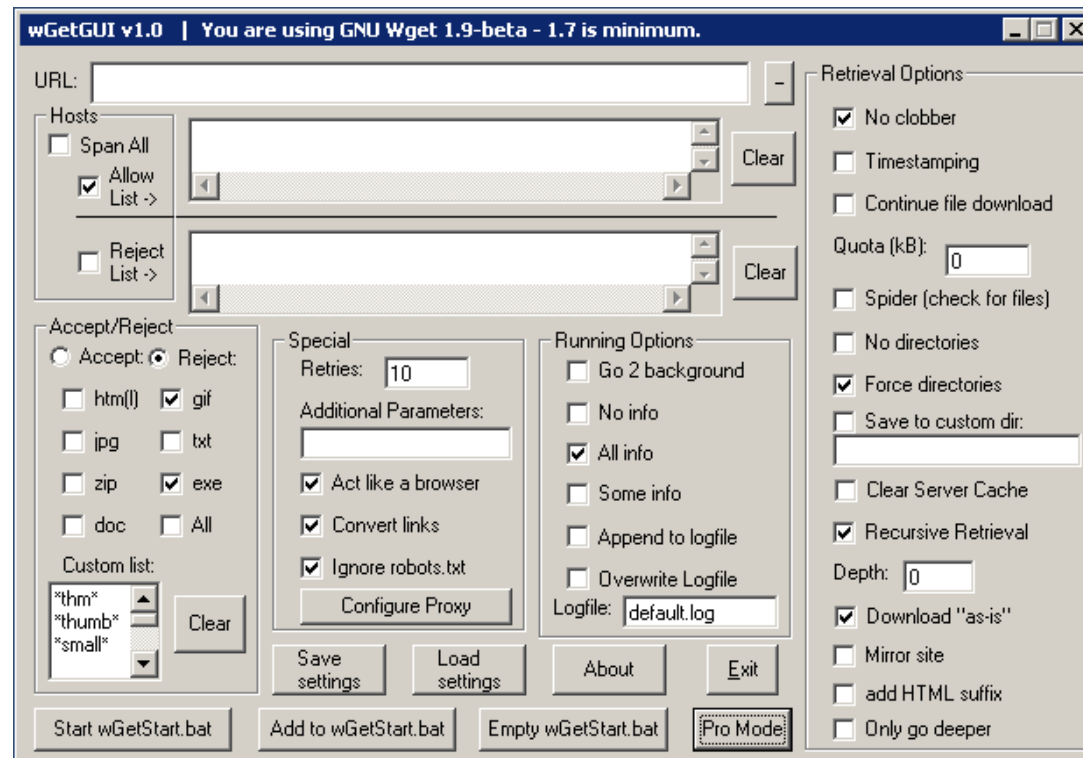 wGetGUI v1.0 | You are using GNU Wget 1.9-beta - 1.7 is minimum.
URL:
-
Hosts
Span All
Allow
List ->
Clear
Reject
List ->
Clear
Accept/Reject
Accept: Reject:
htm(l) gif
jpg txt
zip exe
doc All
Custom list:
*thm*
*thumb*
*small*
Clear
Special
Retries: 10
Additional Parameters:
Act like a browser
Convert links
Ignore robots.txt
Configure Proxy
Running Options
Go 2 background
No info
All info
Some info
Append to logfile
Overwrite Logfile
Logfile: default.log
Save
settings
Load
settings
About
Exit
Start wGetStart.bat
Add to wGetStart.bat
Empty wGetStart.bat
Pro Mode
Retrieval Options
No clobber
Timestamping
Continue file download
Quota (kB): 0
Spider (check for files)
No directories
Force directories
Save to custom dir:
Clear Server Cache
Recursive Retrieval
Depth: 0
Download "as-is"
Mirror site
add HTML suffix
Only go deeper